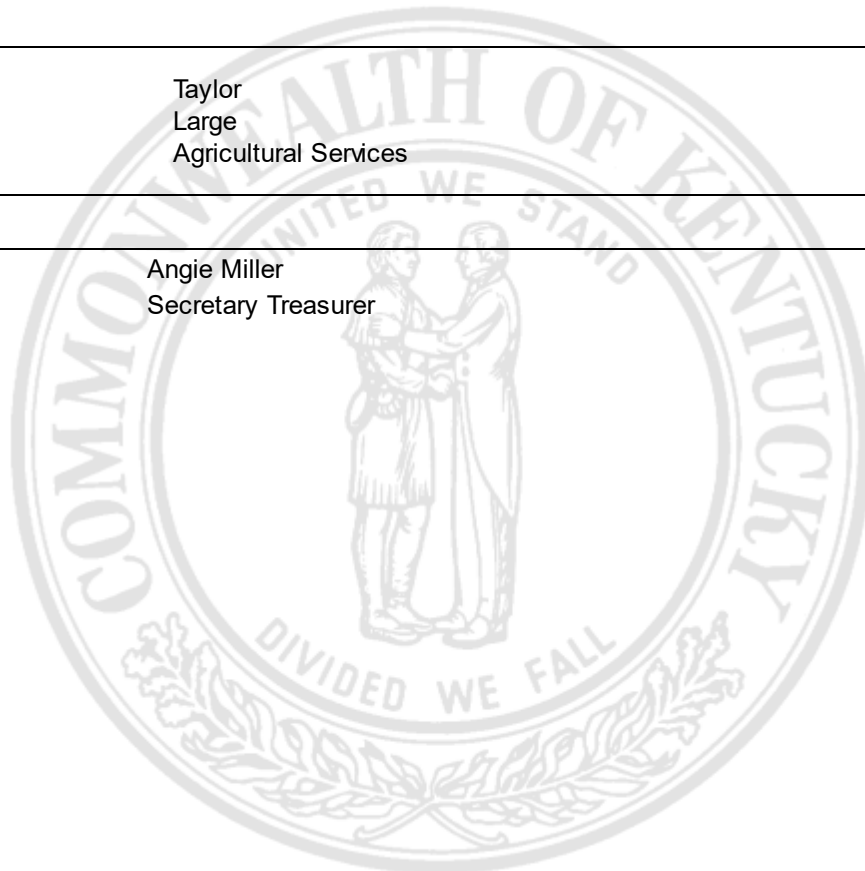 Taylor
Large
Agricultural Services
Angie Miller
Secretary Treasurer
COMMONWEALTH OF KENTUCKY
UNITED WE STAND
DIVIDED WE FALL